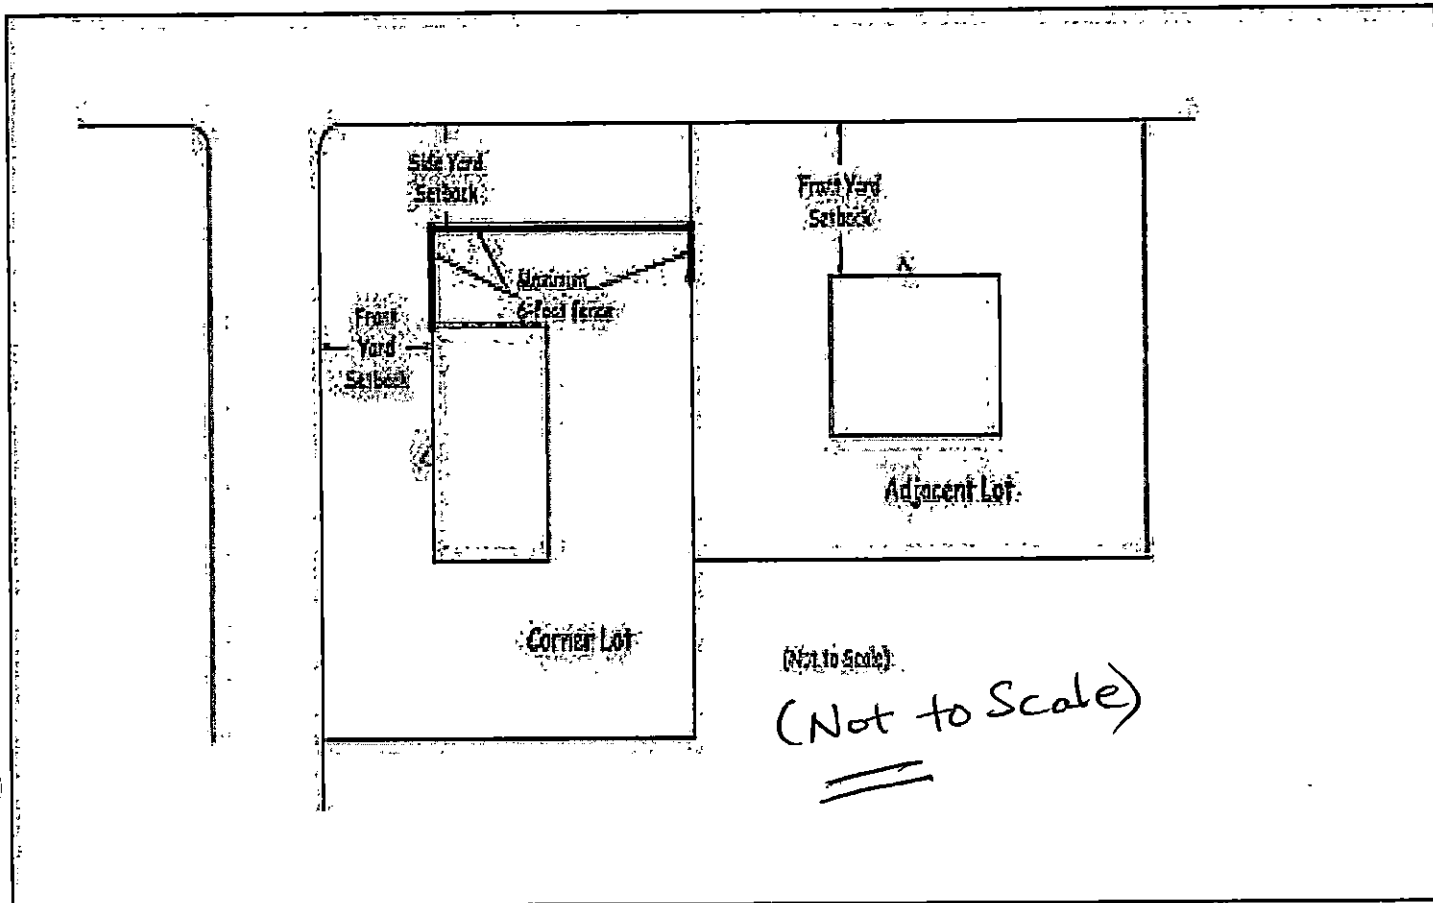 Side Yard
Setback
Front Yard
Setback
Maximum
6-foot fence
Front
Yard
Setback
Adjacent Lot
Corner Lot
(Not to Scale)
(Not to Scale)